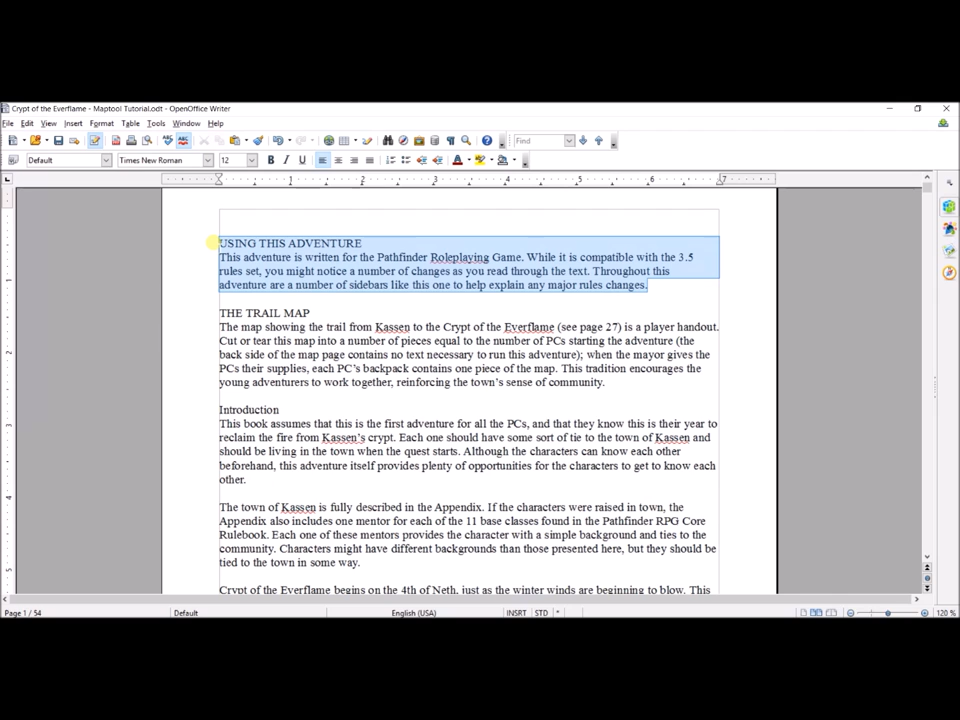 Crypt of the Everflame - Maptool Tutorial.odt - OpenOffice Writer
File Edit View Insert Format Table Tools Window Help
Find
Default Times New Roman 12
1 2 3 4 5 6 7
USING THIS ADVENTURE
This adventure is written for the Pathfinder Roleplaying Game. While it is compatible with the 3.5
rules set, you might notice a number of changes as you read through the text. Throughout this
adventure are a number of sidebars like this one to help explain any major rules changes.
THE TRAIL MAP
The map showing the trail from Kassen to the Crypt of the Everflame (see page 27) is a player handout.
Cut or tear this map into a number of pieces equal to the number of PCs starting the adventure (the
back side of the map page contains no text necessary to run this adventure); when the mayor gives the
PCs their supplies, each PC’s backpack contains one piece of the map. This tradition encourages the
young adventurers to work together, reinforcing the town’s sense of community.
Introduction
This book assumes that this is the first adventure for all the PCs, and that they know this is their year to
reclaim the fire from Kassen’s crypt. Each one should have some sort of tie to the town of Kassen and
should be living in the town when the quest starts. Although the characters can know each other
beforehand, this adventure itself provides plenty of opportunities for the characters to get to know each
other.
The town of Kassen is fully described in the Appendix. If the characters were raised in town, the
Appendix also includes one mentor for each of the 11 base classes found in the Pathfinder RPG Core
Rulebook. Each one of these mentors provides the character with a simple background and ties to the
community. Characters might have different backgrounds than those presented here, but they should be
tied to the town in some way.
Crypt of the Everflame begins on the 4th of Neth, just as the winter winds are beginning to blow. This
Page 1 / 54 Default English (USA) INSRT STD * 120 %